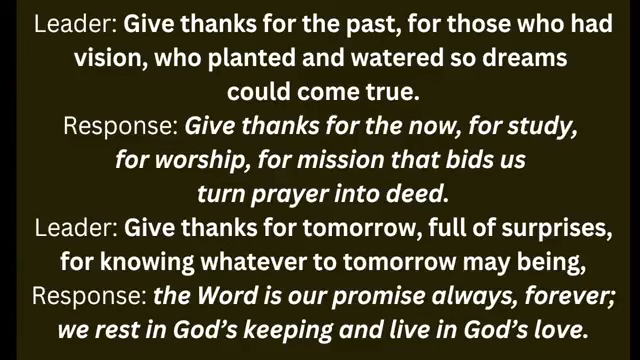 Leader: Give thanks for the past, for those who had
vision, who planted and watered so dreams
could come true.
Response: Give thanks for the now, for study,
for worship, for mission that bids us
turn prayer into deed.
Leader: Give thanks for tomorrow, full of surprises,
for knowing whatever to tomorrow may being,
Response: the Word is our promise always, forever;
we rest in God’s keeping and live in God’s love.